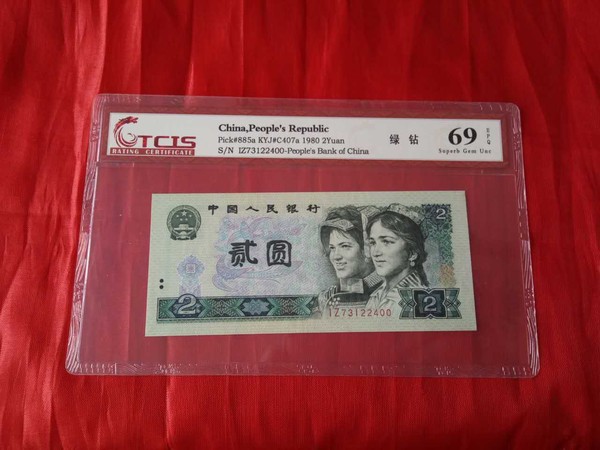 TCIS
RATING CERTIFICATE
China,People's Republic
Pick#885a KYJ#C407a 1980 2Yuan
S/N IZ73122400-People's Bank of China
绿 钻
69 EPQ
Superb Gem Unc
中国人民银行
2
贰圆
2
2
IZ73122400